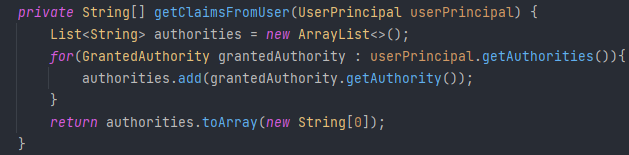 private String[] getClaimsFromUser(UserPrincipal userPrincipal) {
    List<String> authorities = new ArrayList<>();
    for(GrantedAuthority grantedAuthority : userPrincipal.getAuthorities()){
        authorities.add(grantedAuthority.getAuthority());
    }
    return authorities.toArray(new String[0]);
}